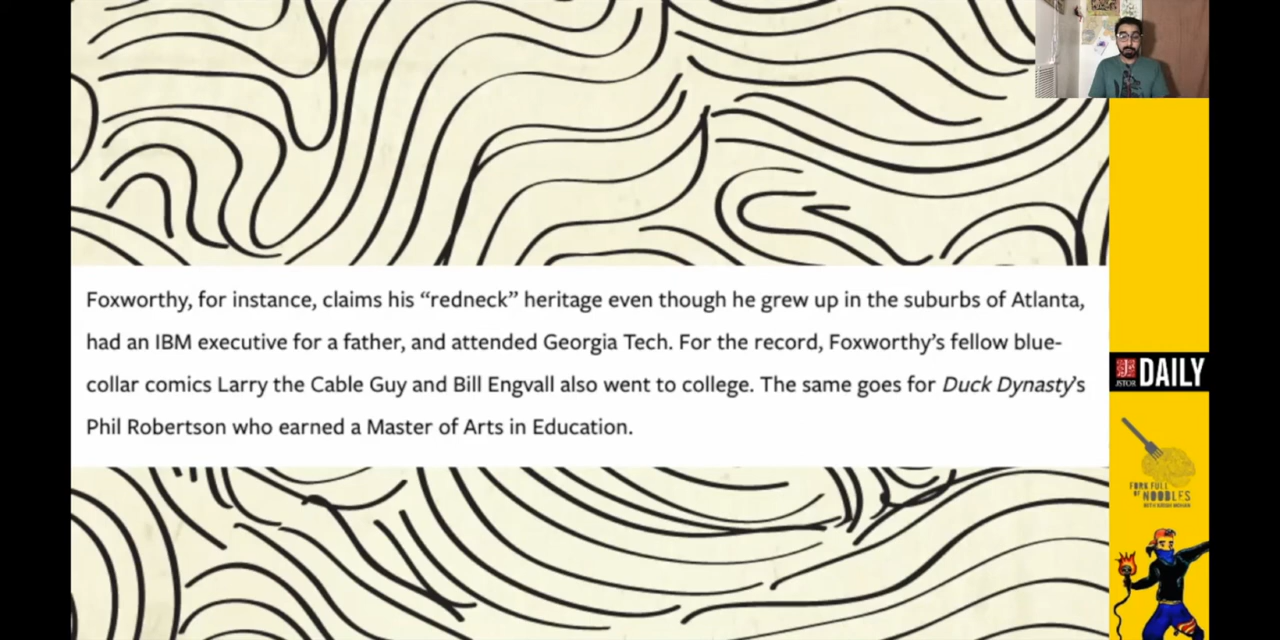 Foxworthy, for instance, claims his “redneck” heritage even though he grew up in the suburbs of Atlanta,
had an IBM executive for a father, and attended Georgia Tech. For the record, Foxworthy’s fellow blue-
collar comics Larry the Cable Guy and Bill Engvall also went to college. The same goes for Duck Dynasty’s
Phil Robertson who earned a Master of Arts in Education.
JSTOR DAILY
FORK FULL
OF NOODLES
WITH KRISH MOHAN